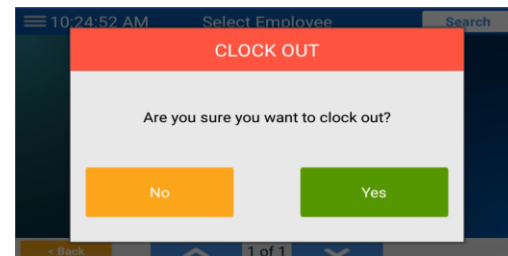 10:24:52 AM Select Employee Search
CLOCK OUT
Are you sure you want to clock out?
No Yes
< Back 1 of 1